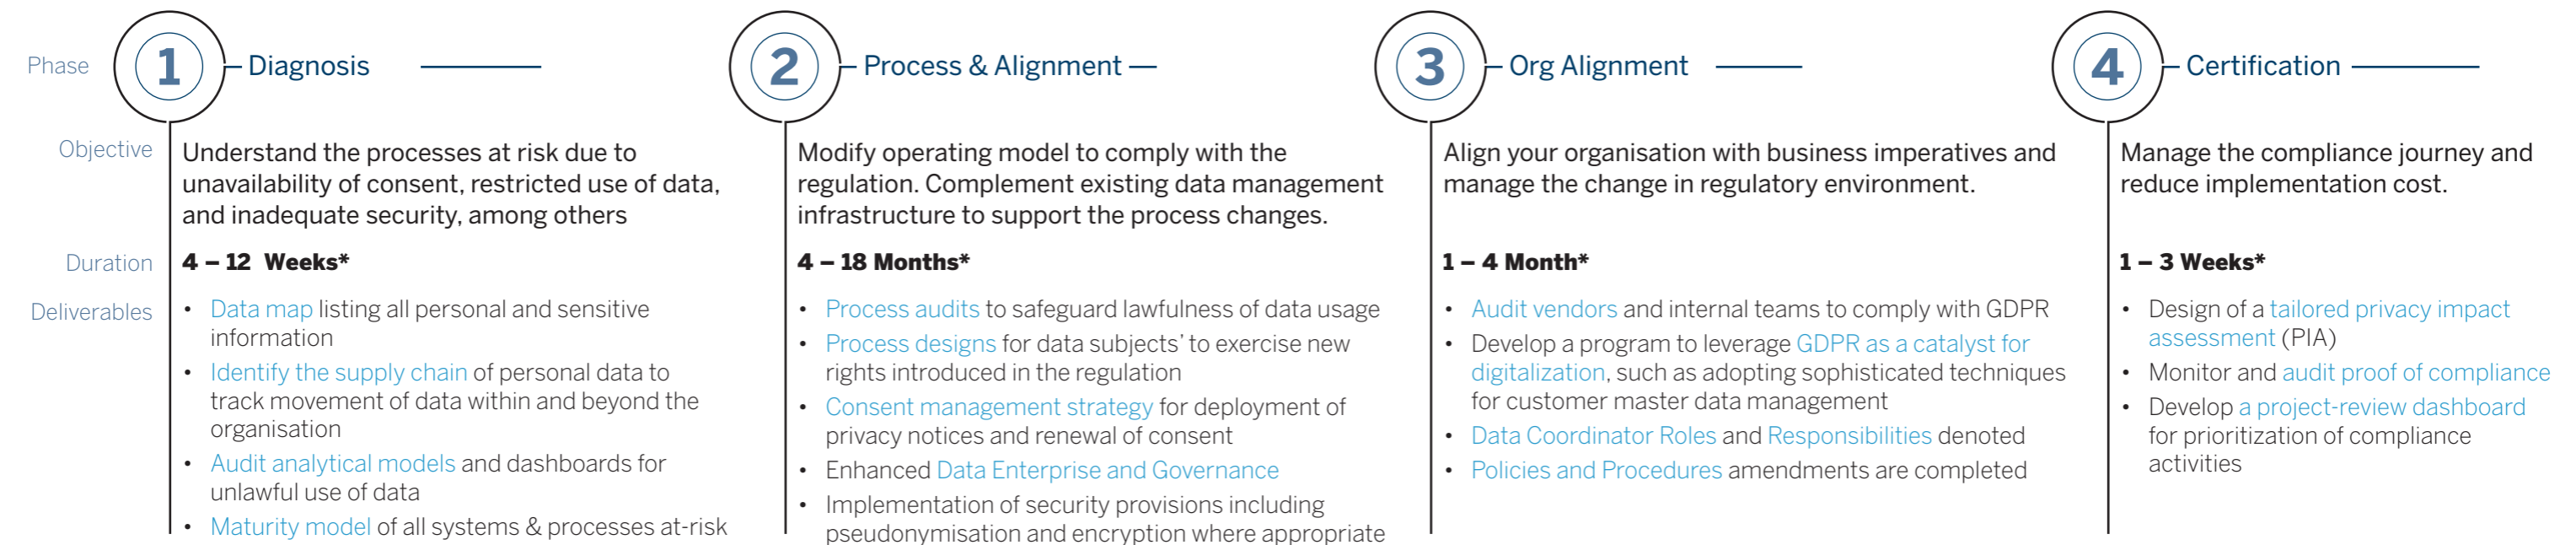 Phase
1
Diagnosis
2
Process & Alignment
3
Org Alignment
4
Certification
Objective
Understand the processes at risk due to
unavailability of consent, restricted use of data,
and inadequate security, among others
Modify operating model to comply with the
regulation. Complement existing data management
infrastructure to support the process changes.
Align your organisation with business imperatives and
manage the change in regulatory environment.
Manage the compliance journey and
reduce implementation cost.
Duration
4 – 12 Weeks*
4 – 18 Months*
1 – 4 Month*
1 – 3 Weeks*
Deliverables
• Data map listing all personal and sensitive
information
• Identify the supply chain of personal data to
track movement of data within and beyond the
organisation
• Audit analytical models and dashboards for
unlawful use of data
• Maturity model of all systems & processes at-risk
• Process audits to safeguard lawfulness of data usage
• Process designs for data subjects’ to exercise new
rights introduced in the regulation
• Consent management strategy for deployment of
privacy notices and renewal of consent
• Enhanced Data Enterprise and Governance
• Implementation of security provisions including
pseudonymisation and encryption where appropriate
• Audit vendors and internal teams to comply with GDPR
• Develop a program to leverage GDPR as a catalyst for
digitalization, such as adopting sophisticated techniques
for customer master data management
• Data Coordinator Roles and Responsibilities denoted
• Policies and Procedures amendments are completed
• Design of a tailored privacy impact
assessment (PIA)
• Monitor and audit proof of compliance
• Develop a project-review dashboard
for prioritization of compliance
activities